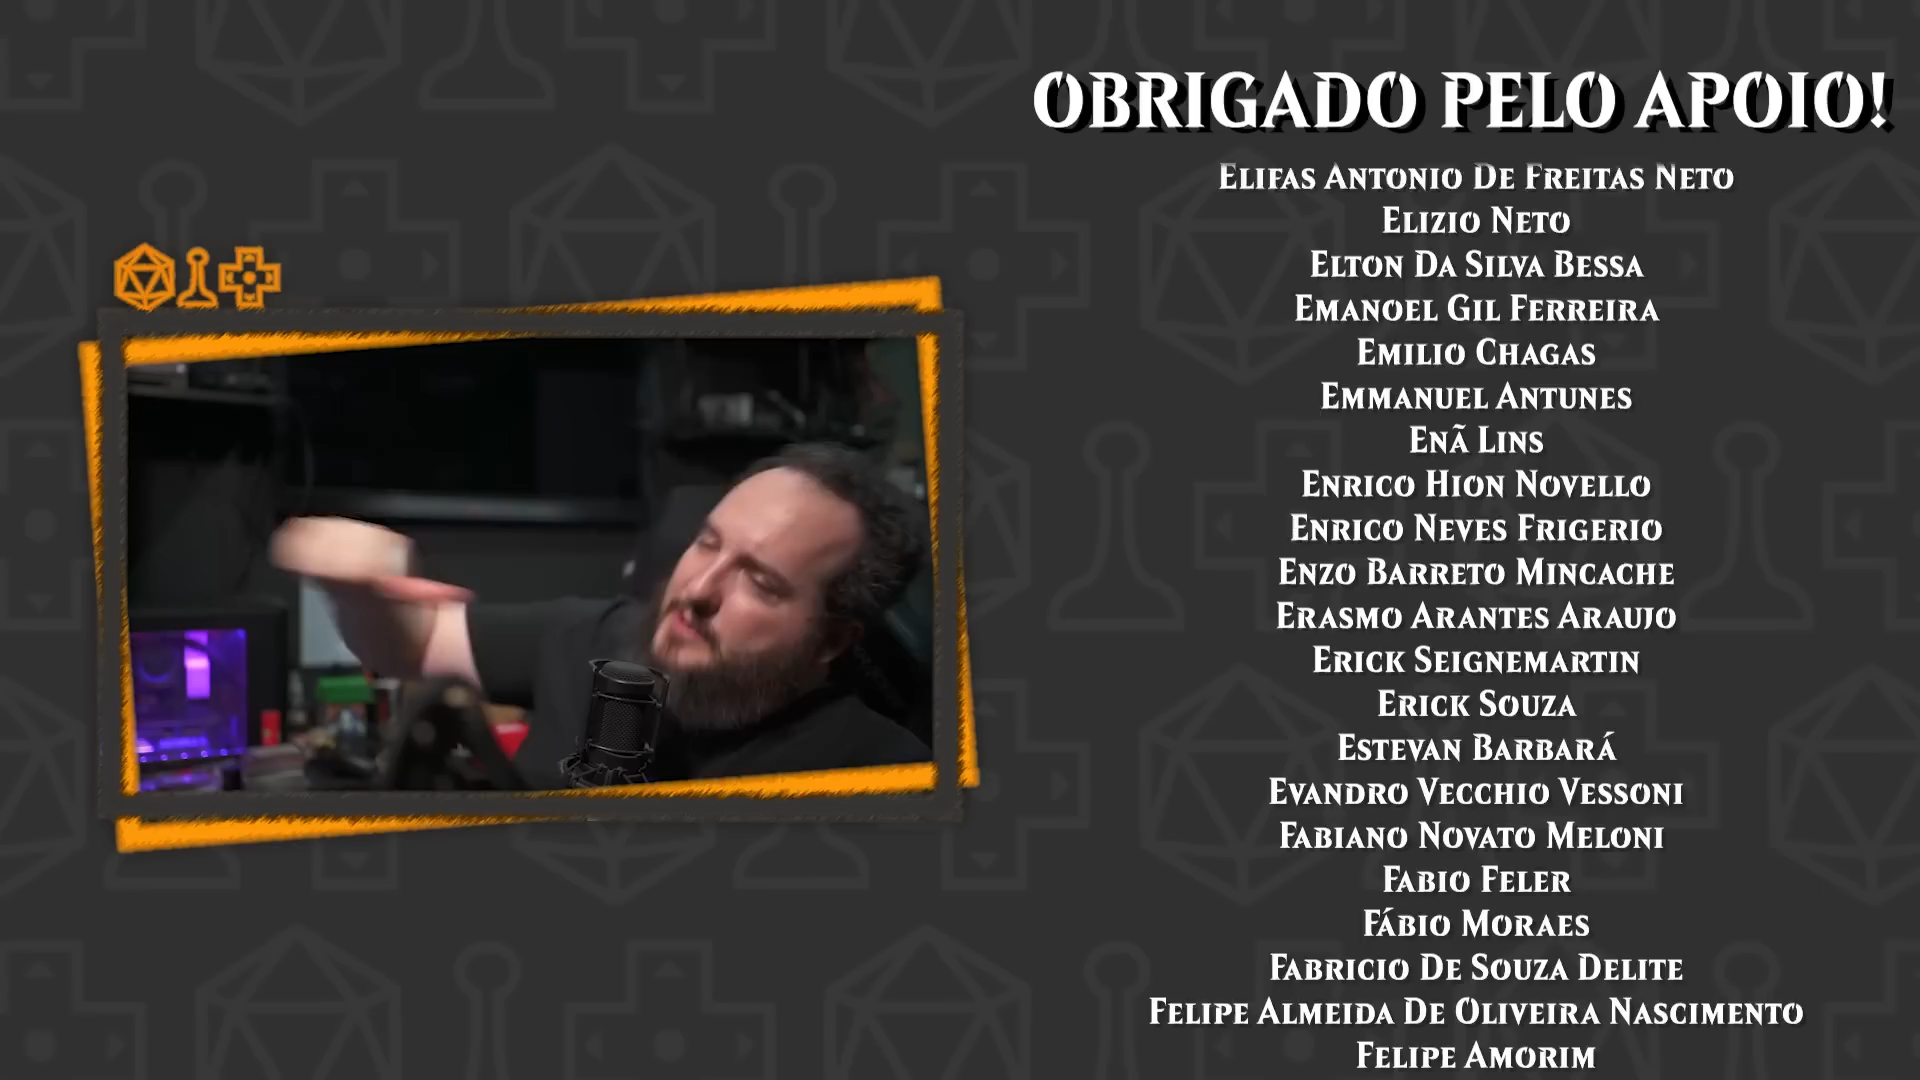 OBRIGADO PELO APOIO!
ELIFAS ANTONIO DE FREITAS NETO
ELIZIO NETO
ELTON DA SILVA BESSA
EMANOEL GIL FERREIRA
EMILIO CHAGAS
EMMANUEL ANTUNES
ENÃ LINS
ENRICO HION NOVELLO
ENRICO NEVES FRIGERIO
ENZO BARRETO MINCACHE
ERASMO ARANTES ARAUJO
ERICK SEIGNEMARTIN
ERICK SOUZA
ESTEVAN BARBARÁ
EVANDRO VECCHIO VESSONI
FABIANO NOVATO MELONI
FABIO FELER
FÁBIO MORAES
FABRICIO DE SOUZA DELITE
FELIPE ALMEIDA DE OLIVEIRA NASCIMENTO
FELIPE AMORIM